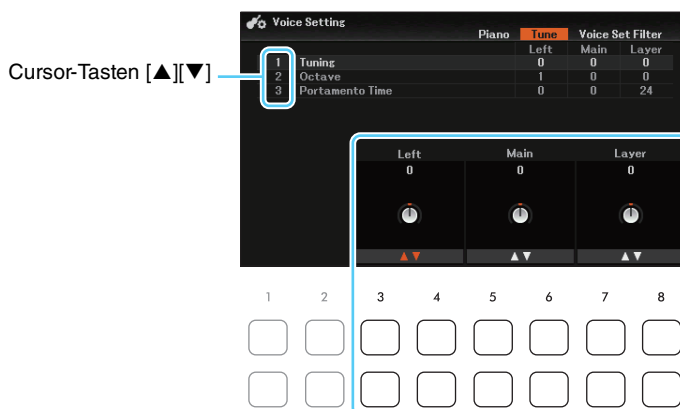 Voice Setting
Piano Tune Voice Set Filter
Left Main Layer
1 Tuning 0 0 0
Cursor-Tasten [▲][▼]
2 Octave 1 0 0
3 Portamento Time 0 0 24
Left Main Layer
0 0 0
▲▼ ▲▼ ▲▼
1 2 3 4 5 6 7 8